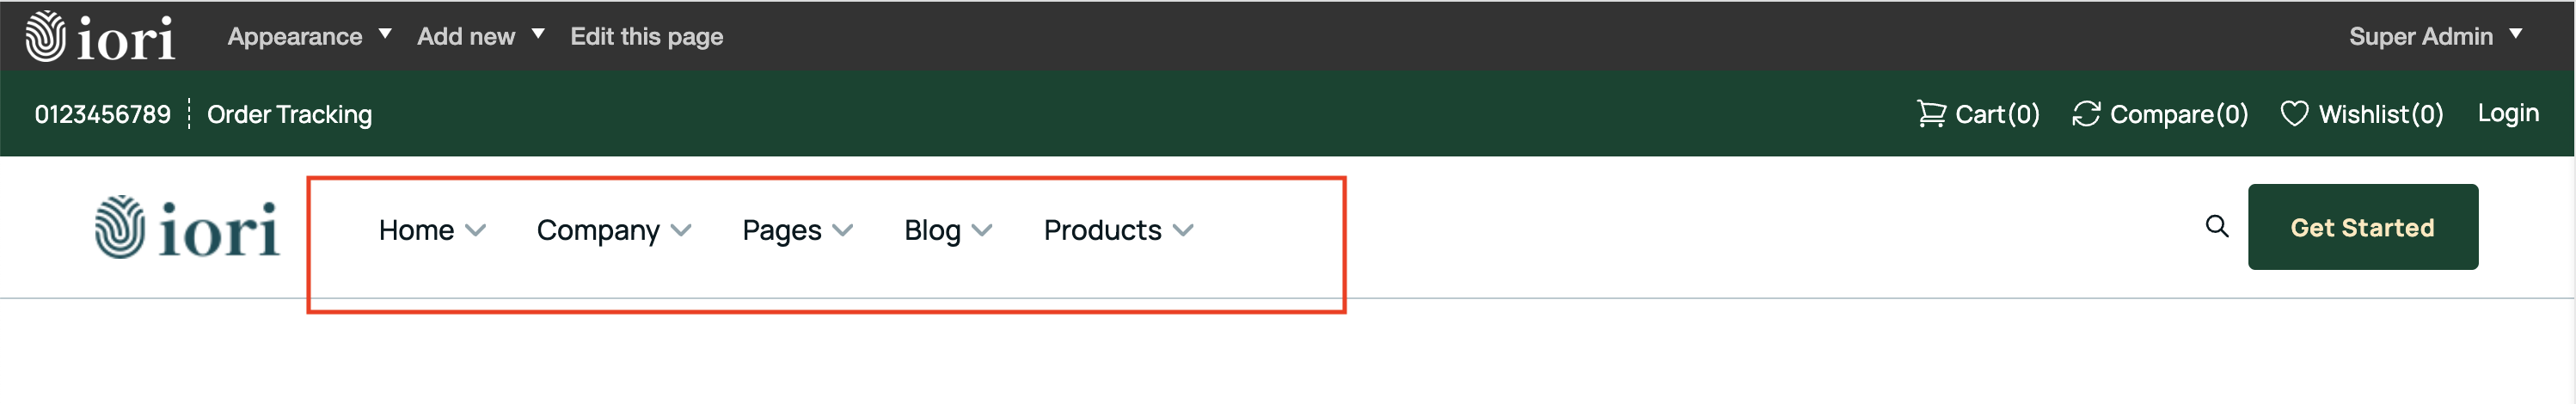 iori Appearance Add new Edit this page Super Admin
0123456789 Order Tracking Cart(0) Compare(0) Wishlist(0) Login
iori Home Company Pages Blog Products Get Started